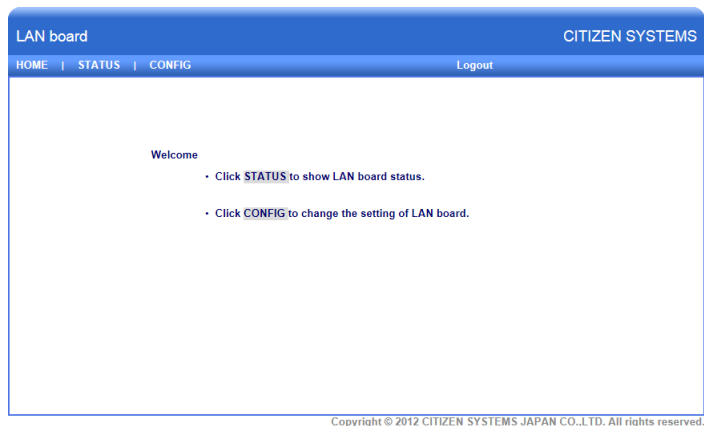 LAN board CITIZEN SYSTEMS
HOME | STATUS | CONFIG Logout
Welcome
• Click STATUS to show LAN board status.
• Click CONFIG to change the setting of LAN board.
Copyright © 2012 CITIZEN SYSTEMS JAPAN CO.,LTD. All rights reserved.